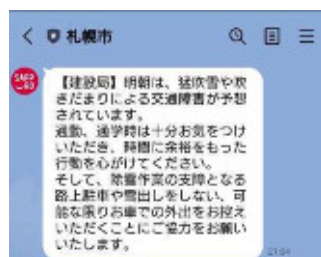 札幌市
【建設局】明朝は、猛吹雪や吹
きだまりによる交通障害が予想
されています。
通勤、通学時は十分お気をつけ
いただき、時間に余裕をもった
行動を心がけてください。
そして、除雪作業の支障となる
路上駐車や雪出しをしない、可
能な限りお車での外出をお控え
いただくことにご協力をお願い
いたします。